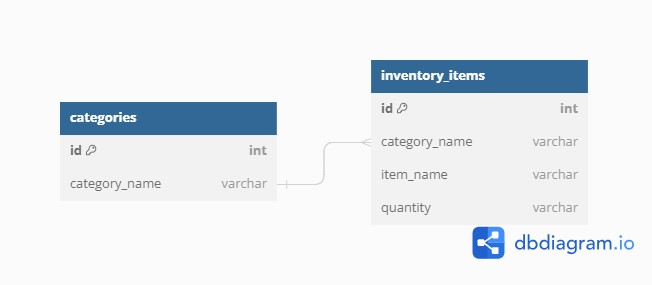 categories
id int
category_name varchar
inventory_items
id int
category_name varchar
item_name varchar
quantity varchar
dbdiagram.io